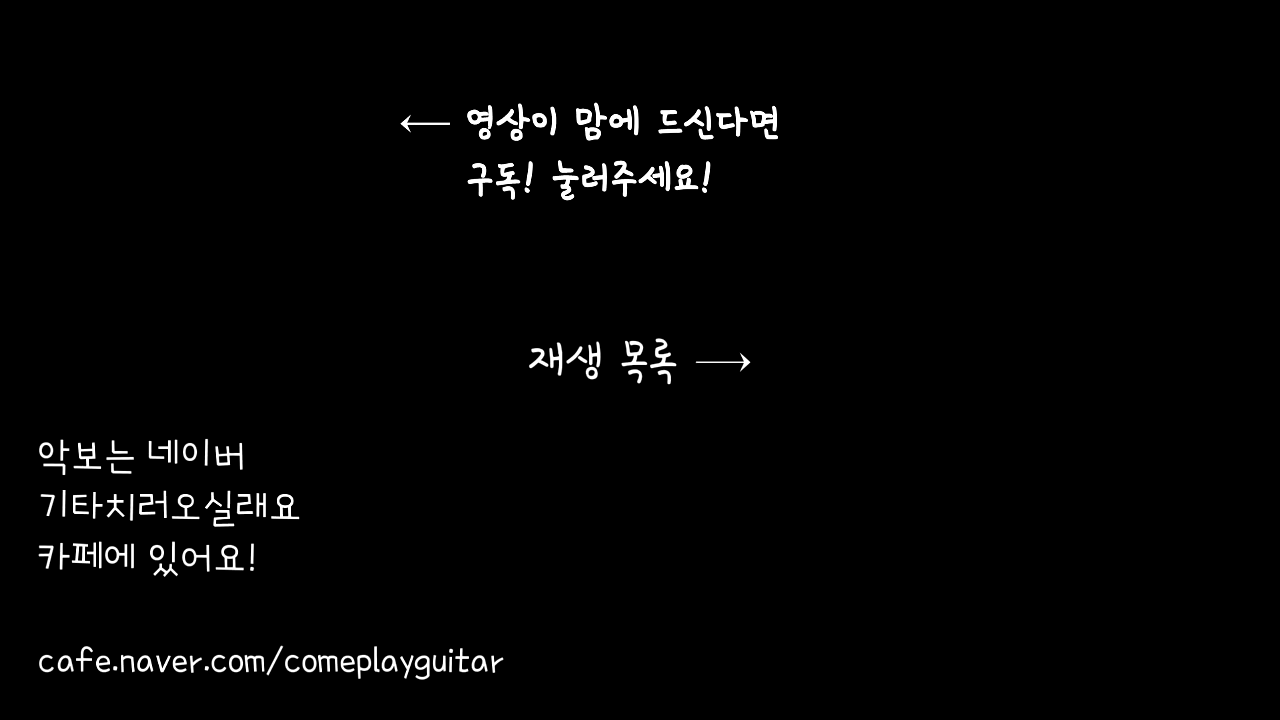 ← 영상이 맘에 드신다면
구독! 눌러주세요!
재생 목록 →
악보는 네이버
기타치러오실래요
카페에 있어요!
cafe.naver.com/comeplayguitar